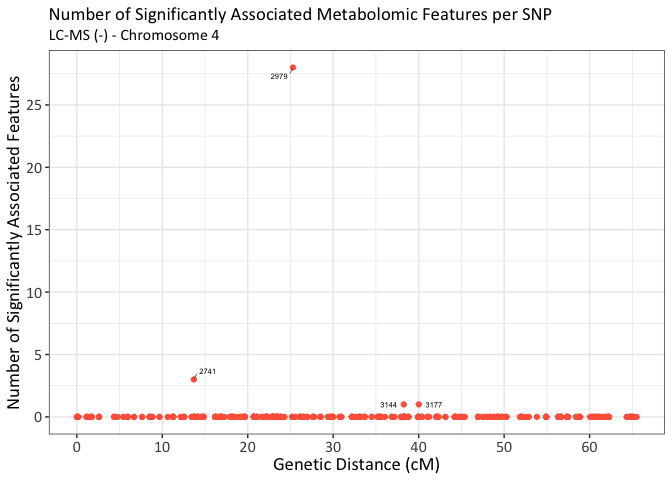 Number of Significantly Associated Metabolomic Features per SNP
LC-MS (-) - Chromosome 4
Number of Significantly Associated Features
25
20
15
10
5
0
2979
2741
3144
3177
0 10 20 30 40 50 60
Genetic Distance (cM)